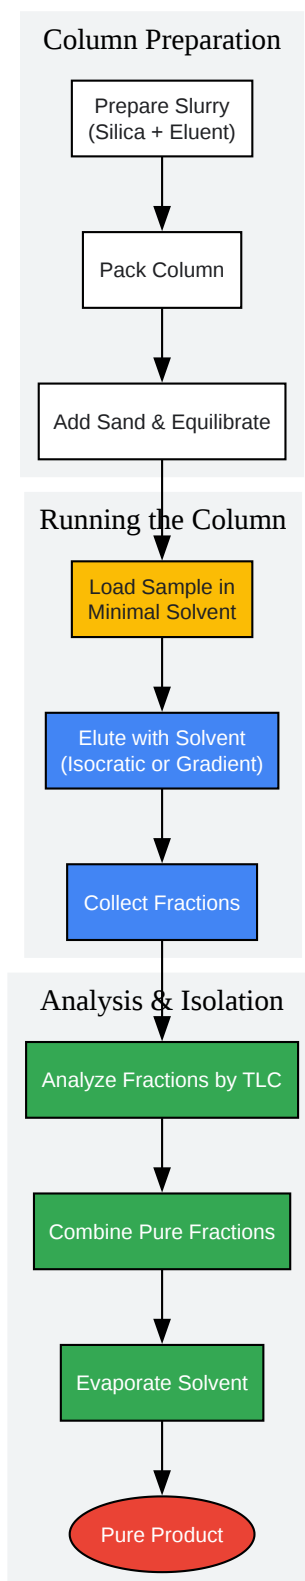 Column Preparation
Prepare Slurry
(Silica + Eluent)
Pack Column
Add Sand & Equilibrate
Running the Column
Load Sample in
Minimal Solvent
Elute with Solvent
(Isocratic or Gradient)
Collect Fractions
Analysis & Isolation
Analyze Fractions by TLC
Combine Pure Fractions
Evaporate Solvent
Pure Product